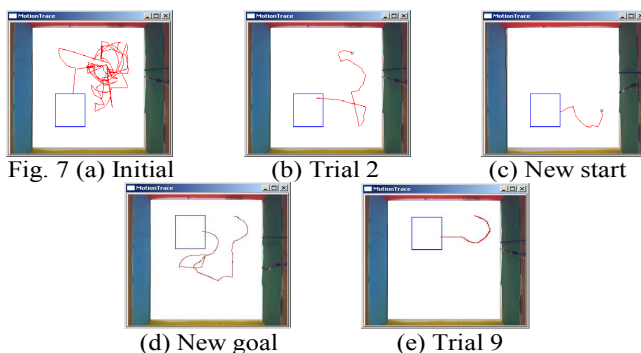 MotionTrace
MotionTrace
MotionTrace
Fig. 7 (a) Initial
(b) Trial 2
(c) New start
MotionTrace
MotionTrace
(d) New goal
(e) Trial 9